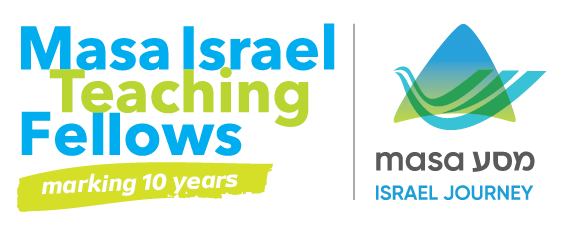 Masa Israel
Teaching
Fellows
marking 10 years
masa מסע
ISRAEL JOURNEY